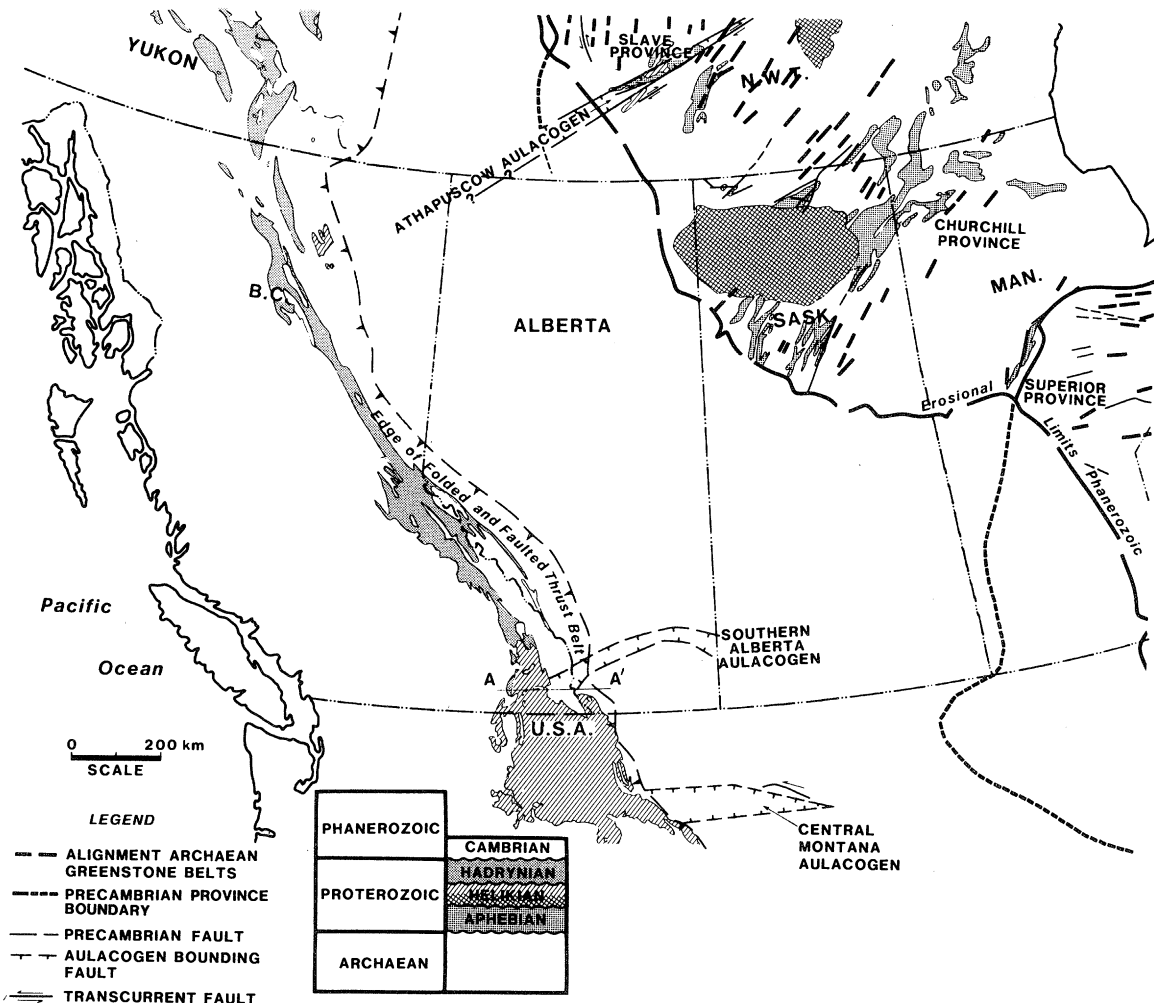 YUKON
SLAVE
PROVINCE
N.W.T.
ATHAPUSCOW AULACOGEN
?
?
CHURCHILL
PROVINCE
MAN.
B.C.
ALBERTA
SASK
Erosional
SUPERIOR
PROVINCE
Limits
Phanerozoic
Edge of Folded and Faulted Thrust Belt
Pacific
Ocean
SOUTHERN
ALBERTA
AULACOGEN
A
A'
U.S.A.
0 200 km
SCALE
CENTRAL
MONTANA
AULACOGEN
LEGEND
ALIGNMENT ARCHAEAN
GREENSTONE BELTS
PRECAMBRIAN PROVINCE
BOUNDARY
PRECAMBRIAN FAULT
AULACOGEN BOUNDING
FAULT
TRANSCURRENT FAULT
PHANEROZOIC
CAMBRIAN
PROTEROZOIC
HADRYNIAN
HELIKIAN
APHEBIAN
ARCHAEAN